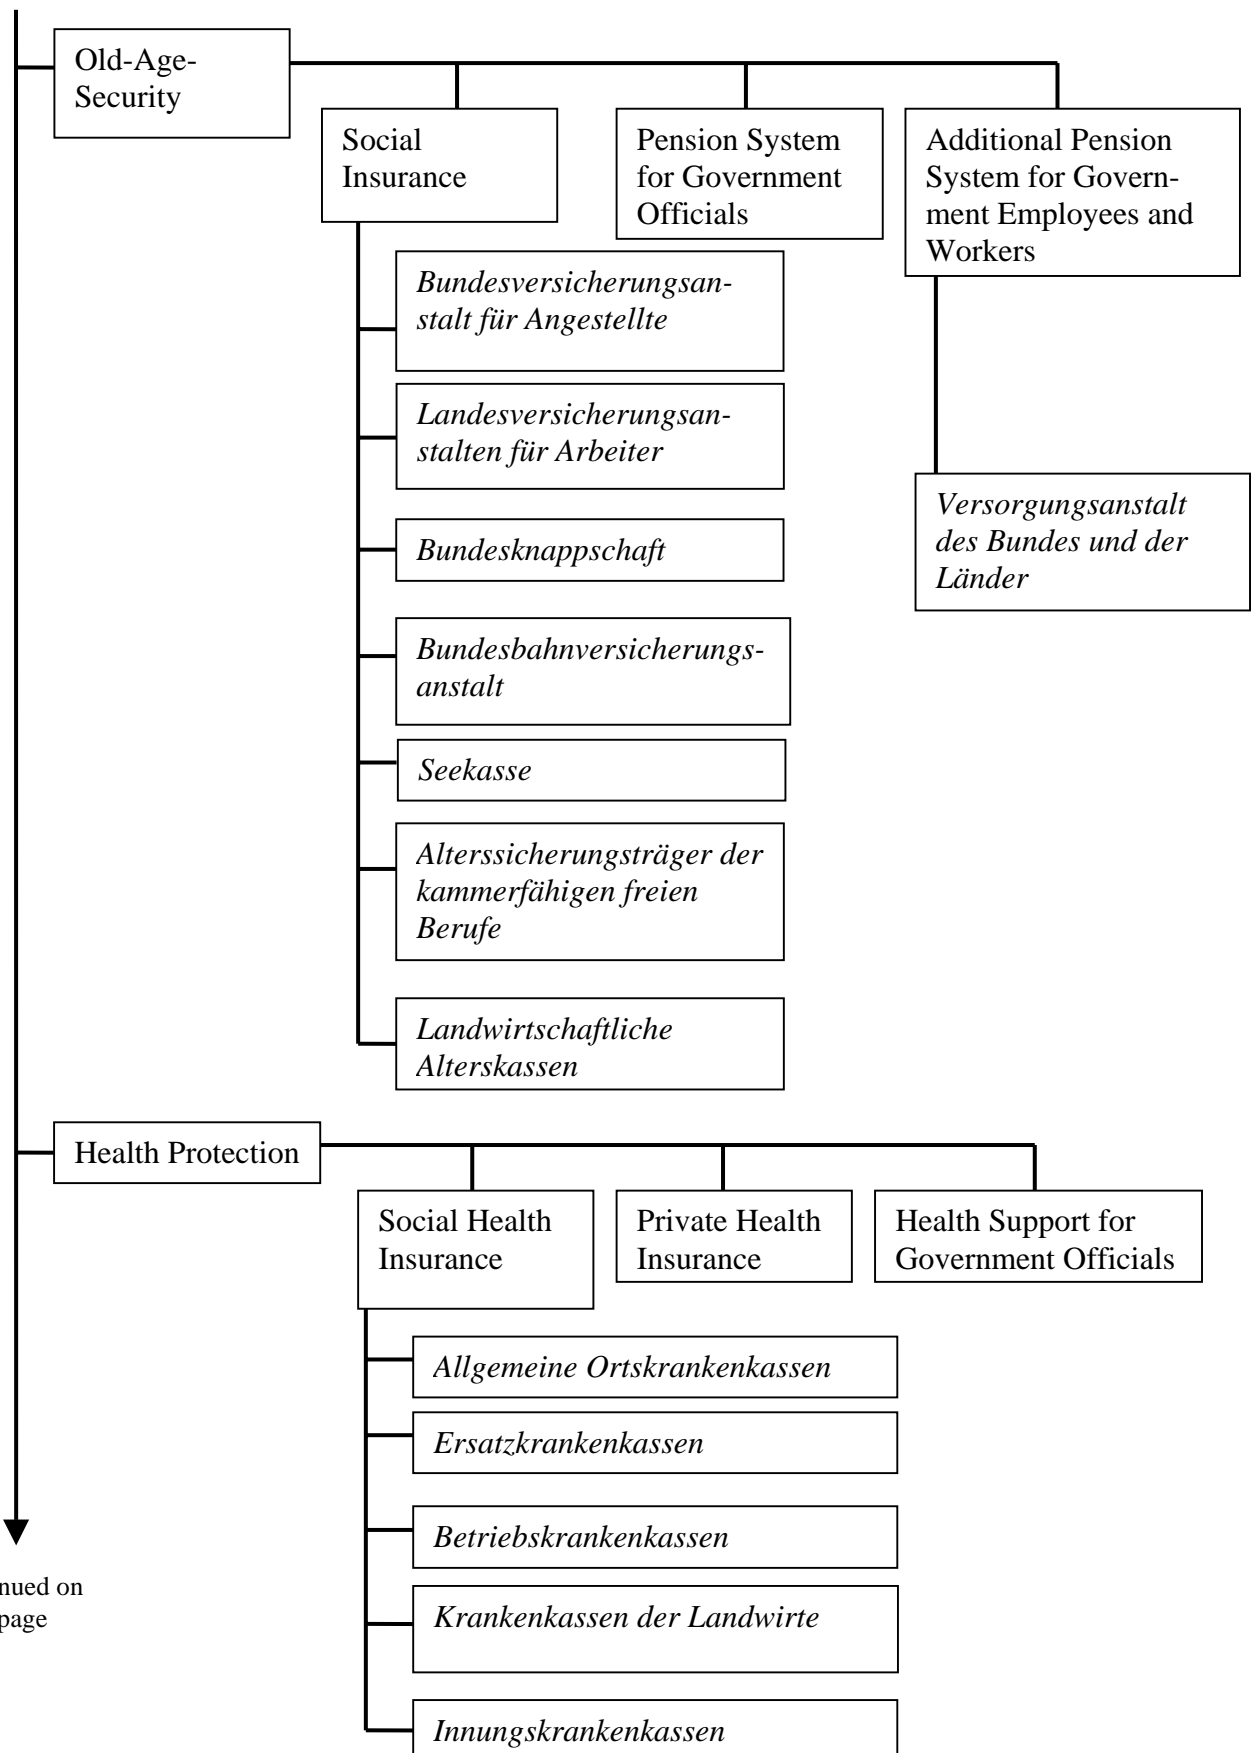 Old-Age-
Security
Social
Insurance
Pension System
for Government
Officials
Additional Pension
System for Govern-
ment Employees and
Workers
Bundesversicherungsan-
stalt für Angestellte
Landesversicherungsan-
stalten für Arbeiter
Bundesknappschaft
Bundesbahnversicherungs-
anstalt
Seekasse
Alterssicherungsträger der
kammerfähigen freien
Berufe
Landwirtschaftliche
Alterskassen
Versorgungsanstalt
des Bundes und der
Länder
Health Protection
Social Health
Insurance
Private Health
Insurance
Health Support for
Government Officials
Allgemeine Ortskrankenkassen
Ersatzkrankenkassen
Betriebskrankenkassen
Krankenkassen der Landwirte
Innungskrankenkassen
nued on
page